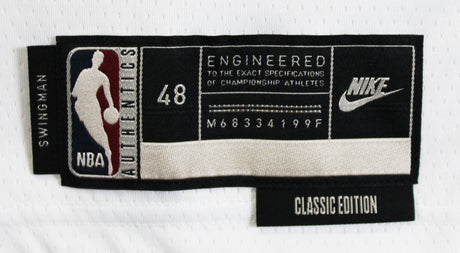 SWINGMAN
NBA
AUTHENTICS
48
ENGINEERED
TO THE EXACT SPECIFICATIONS
OF CHAMPIONSHIP ATHLETES
M68334199F
NIKE
CLASSIC EDITION